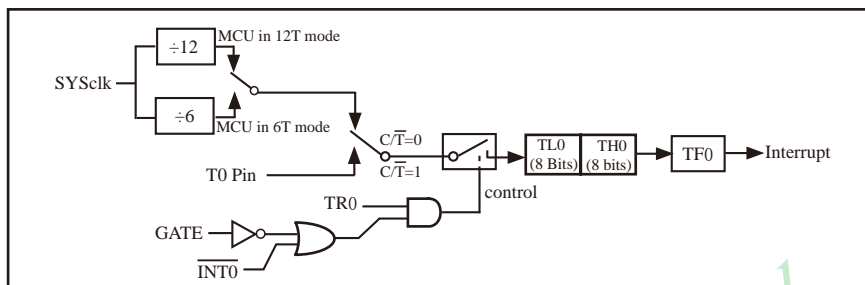 ÷12
MCU in 12T mode
SYSclk
÷6
MCU in 6T mode
C/T̅=0
C/T̅=1
T0 Pin
TL0
(8 Bits)
TH0
(8 bits)
TF0
Interrupt
control
TR0
GATE
I̅N̅T̅0̅